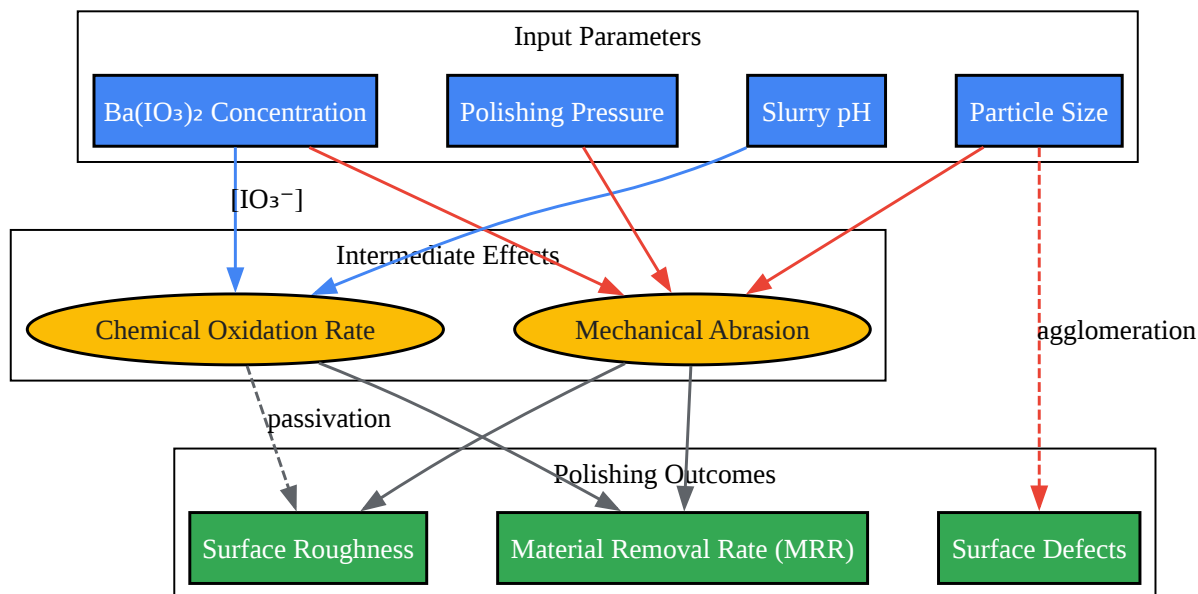 Input Parameters
Ba(IO₃)₂ Concentration
Polishing Pressure
Slurry pH
Particle Size
[IO₃⁻]
Intermediate Effects
Chemical Oxidation Rate
Mechanical Abrasion
agglomeration
passivation
Polishing Outcomes
Surface Roughness
Material Removal Rate (MRR)
Surface Defects